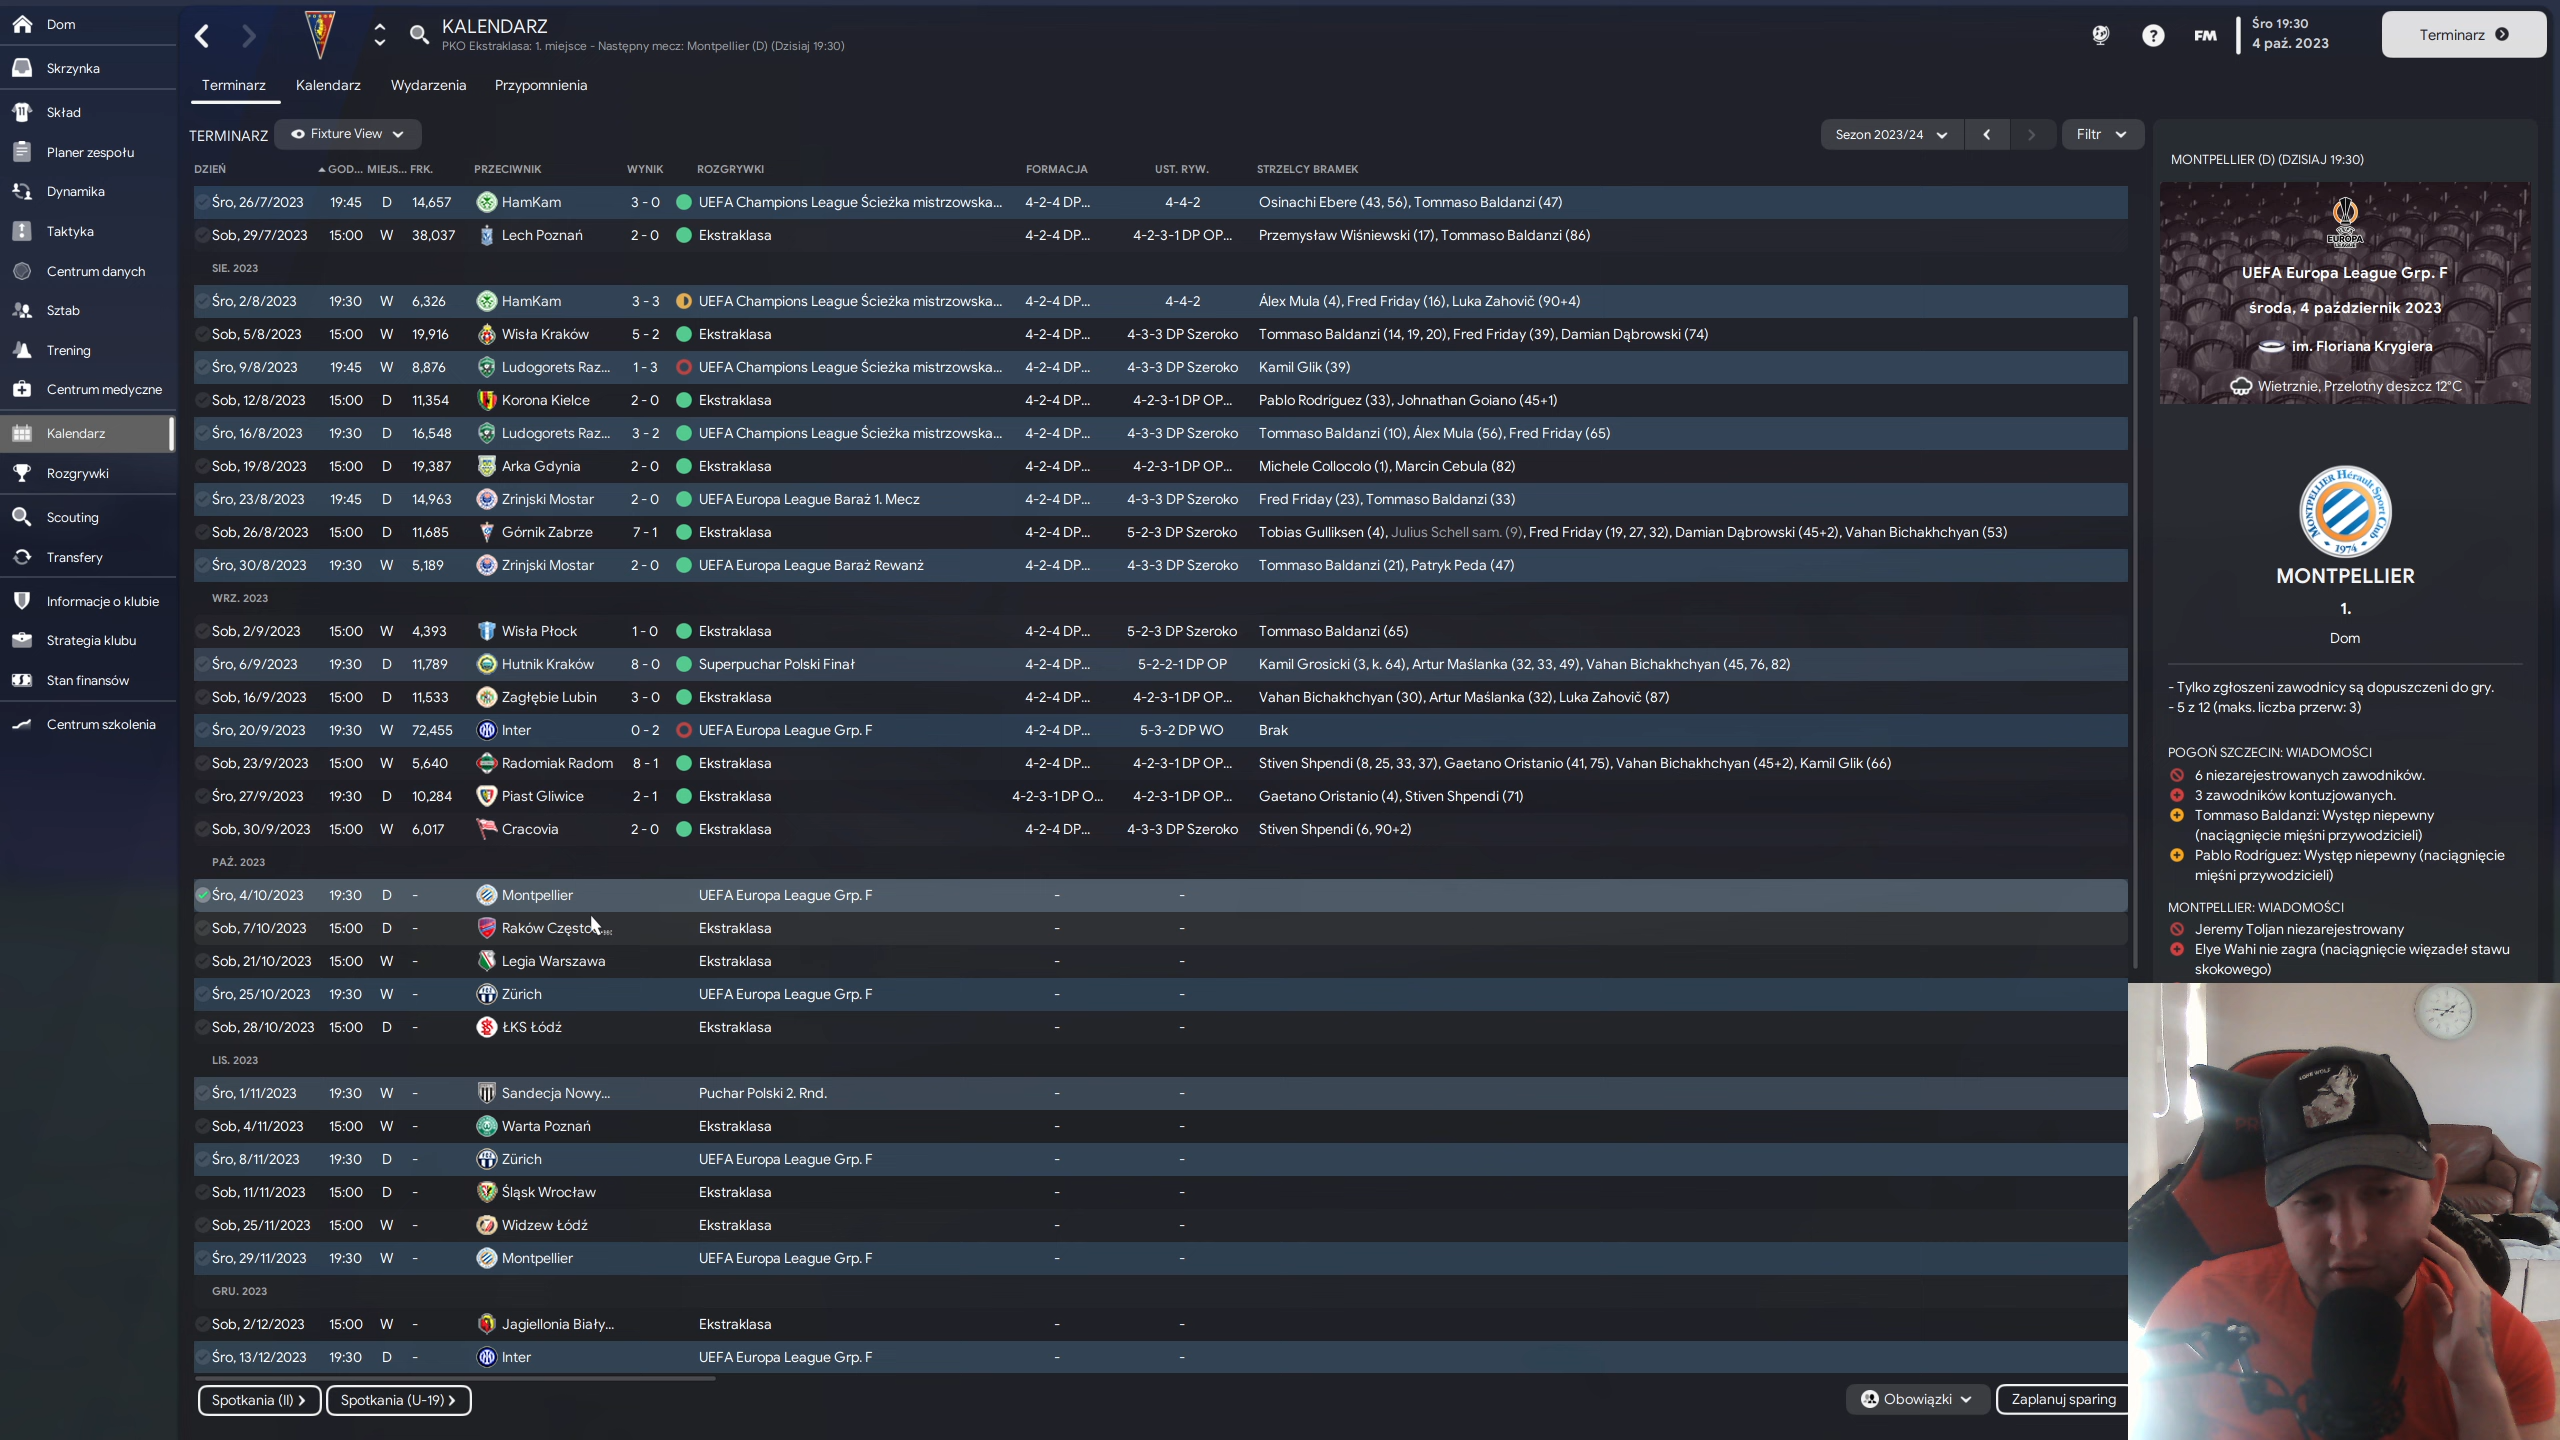 Dom
Skrzynka
Skład
Planer zespołu
Dynamika
Taktyka
Centrum danych
Sztab
Trening
Centrum medyczne
Kalendarz
Rozgrywki
Scouting
Transfery
Informacje o klubie
Strategia klubu
Stan finansów
Centrum szkolenia
KALENDARZ
PKO Ekstraklasa: 1. miejsce - Następny mecz: Montpellier (D) (Dzisiaj 19:30)
FM
Śro 19:30
4 paź. 2023
Terminarz
Terminarz Kalendarz Wydarzenia Przypomnienia
TERMINARZ Fixture View Sezon 2023/24 Filtr
DZIEŃ GOD... MIEJS... FRK. PRZECIWNIK WYNIK ROZGRYWKI FORMACJA UST. RYW. STRZELCY BRAMEK
Śro, 26/7/2023 19:45 D 14,657 HamKam 3 - 0 UEFA Champions League Ścieżka mistrzowska... 4-2-4 DP... 4-4-2 Osinachi Ebere (43, 56), Tommaso Baldanzi (47)
Sob, 29/7/2023 15:00 W 38,037 Lech Poznań 2 - 0 Ekstraklasa 4-2-4 DP... 4-2-3-1 DP OP... Przemysław Wiśniewski (17), Tommaso Baldanzi (86)
SIE. 2023
Śro, 2/8/2023 19:30 W 6,326 HamKam 3 - 3 UEFA Champions League Ścieżka mistrzowska... 4-2-4 DP... 4-4-2 Álex Mula (4), Fred Friday (16), Luka Zahovič (90+4)
Sob, 5/8/2023 15:00 W 19,916 Wisła Kraków 5 - 2 Ekstraklasa 4-2-4 DP... 4-3-3 DP Szeroko Tommaso Baldanzi (14, 19, 20), Fred Friday (39), Damian Dąbrowski (74)
Śro, 9/8/2023 19:45 W 8,876 Ludogorets Raz... 1 - 3 UEFA Champions League Ścieżka mistrzowska... 4-2-4 DP... 4-3-3 DP Szeroko Kamil Glik (39)
Sob, 12/8/2023 15:00 D 11,354 Korona Kielce 2 - 0 Ekstraklasa 4-2-4 DP... 4-2-3-1 DP OP... Pablo Rodríguez (33), Johnathan Goiano (45+1)
Śro, 16/8/2023 19:30 D 16,548 Ludogorets Raz... 3 - 2 UEFA Champions League Ścieżka mistrzowska... 4-2-4 DP... 4-3-3 DP Szeroko Tommaso Baldanzi (10), Álex Mula (56), Fred Friday (65)
Sob, 19/8/2023 15:00 D 19,387 Arka Gdynia 2 - 0 Ekstraklasa 4-2-4 DP... 4-2-3-1 DP OP... Michele Collocolo (1), Marcin Cebula (82)
Śro, 23/8/2023 19:45 D 14,963 Zrinjski Mostar 2 - 0 UEFA Europa League Baraż 1. Mecz 4-2-4 DP... 4-3-3 DP Szeroko Fred Friday (23), Tommaso Baldanzi (33)
Sob, 26/8/2023 15:00 D 11,685 Górnik Zabrze 7 - 1 Ekstraklasa 4-2-4 DP... 5-2-3 DP Szeroko Tobias Gulliksen (4), Julius Schell sam. (9), Fred Friday (19, 27, 32), Damian Dąbrowski (45+2), Vahan Bichakhchyan (53)
Śro, 30/8/2023 19:30 W 5,189 Zrinjski Mostar 2 - 0 UEFA Europa League Baraż Rewanż 4-2-4 DP... 4-3-3 DP Szeroko Tommaso Baldanzi (21), Patryk Peda (47)
WRZ. 2023
Sob, 2/9/2023 15:00 W 4,393 Wisła Płock 1 - 0 Ekstraklasa 4-2-4 DP... 5-2-3 DP Szeroko Tommaso Baldanzi (65)
Śro, 6/9/2023 19:30 D 11,789 Hutnik Kraków 8 - 0 Superpuchar Polski Finał 4-2-4 DP... 5-2-2-1 DP OP Kamil Grosicki (3, k. 64), Artur Maślanka (32, 33, 49), Vahan Bichakhchyan (45, 76, 82)
Sob, 16/9/2023 15:00 D 11,533 Zagłębie Lubin 3 - 0 Ekstraklasa 4-2-4 DP... 4-2-3-1 DP OP... Vahan Bichakhchyan (30), Artur Maślanka (32), Luka Zahovič (87)
Śro, 20/9/2023 19:30 W 72,455 Inter 0 - 2 UEFA Europa League Grp. F 4-2-4 DP... 5-3-2 DP WO Brak
Sob, 23/9/2023 15:00 W 5,640 Radomiak Radom 8 - 1 Ekstraklasa 4-2-4 DP... 4-2-3-1 DP OP... Stiven Shpendi (8, 25, 33, 37), Gaetano Oristanio (41, 75), Vahan Bichakhchyan (45+2), Kamil Glik (66)
Śro, 27/9/2023 19:30 D 10,284 Piast Gliwice 2 - 1 Ekstraklasa 4-2-3-1 DP O... 4-2-3-1 DP OP... Gaetano Oristanio (4), Stiven Shpendi (71)
Sob, 30/9/2023 15:00 W 6,017 Cracovia 2 - 0 Ekstraklasa 4-2-4 DP... 4-3-3 DP Szeroko Stiven Shpendi (6, 90+2)
PAŹ. 2023
Śro, 4/10/2023 19:30 D - Montpellier UEFA Europa League Grp. F - -
Sob, 7/10/2023 15:00 D - Raków Często... Ekstraklasa - -
Sob, 21/10/2023 15:00 W - Legia Warszawa Ekstraklasa - -
Śro, 25/10/2023 19:30 W - Zürich UEFA Europa League Grp. F - -
Sob, 28/10/2023 15:00 D - ŁKS Łódź Ekstraklasa - -
LIS. 2023
Śro, 1/11/2023 19:30 W - Sandecja Nowy... Puchar Polski 2. Rnd. - -
Sob, 4/11/2023 15:00 W - Warta Poznań Ekstraklasa - -
Śro, 8/11/2023 19:30 D - Zürich UEFA Europa League Grp. F - -
Sob, 11/11/2023 15:00 D - Śląsk Wrocław Ekstraklasa - -
Sob, 25/11/2023 15:00 W - Widzew Łódź Ekstraklasa - -
Śro, 29/11/2023 19:30 W - Montpellier UEFA Europa League Grp. F - -
GRU. 2023
Sob, 2/12/2023 15:00 W - Jagiellonia Biały... Ekstraklasa - -
Śro, 13/12/2023 19:30 D - Inter UEFA Europa League Grp. F - -
Spotkania (II) Spotkania (U-19) Obowiązki Zaplanuj sparing
MONTPELLIER (D) (DZISIAJ 19:30)
EUROPA
UEFA Europa League Grp. F
środa, 4 październik 2023
im. Floriana Krygiera
Wietrznie, Przelotny deszcz 12°C
MONTPELLIER Hérault Sport Club
1974
MONTPELLIER
1.
Dom
- Tylko zgłoszeni zawodnicy są dopuszczeni do gry.
- 5 z 12 (maks. liczba przerw: 3)
POGOŃ SZCZECIN: WIADOMOŚCI
6 niezarejestrowanych zawodników.
3 zawodników kontuzjowanych.
Tommaso Baldanzi: Występ niepewny
(naciągnięcie mięśni przywodzicieli)
Pablo Rodríguez: Występ niepewny (naciągnięcie
mięśni przywodzicieli)
MONTPELLIER: WIADOMOŚCI
Jeremy Toljan niezarejestrowany
Elye Wahi nie zagra (naciągnięcie więzadeł stawu
skokowego)
LONE WOLF